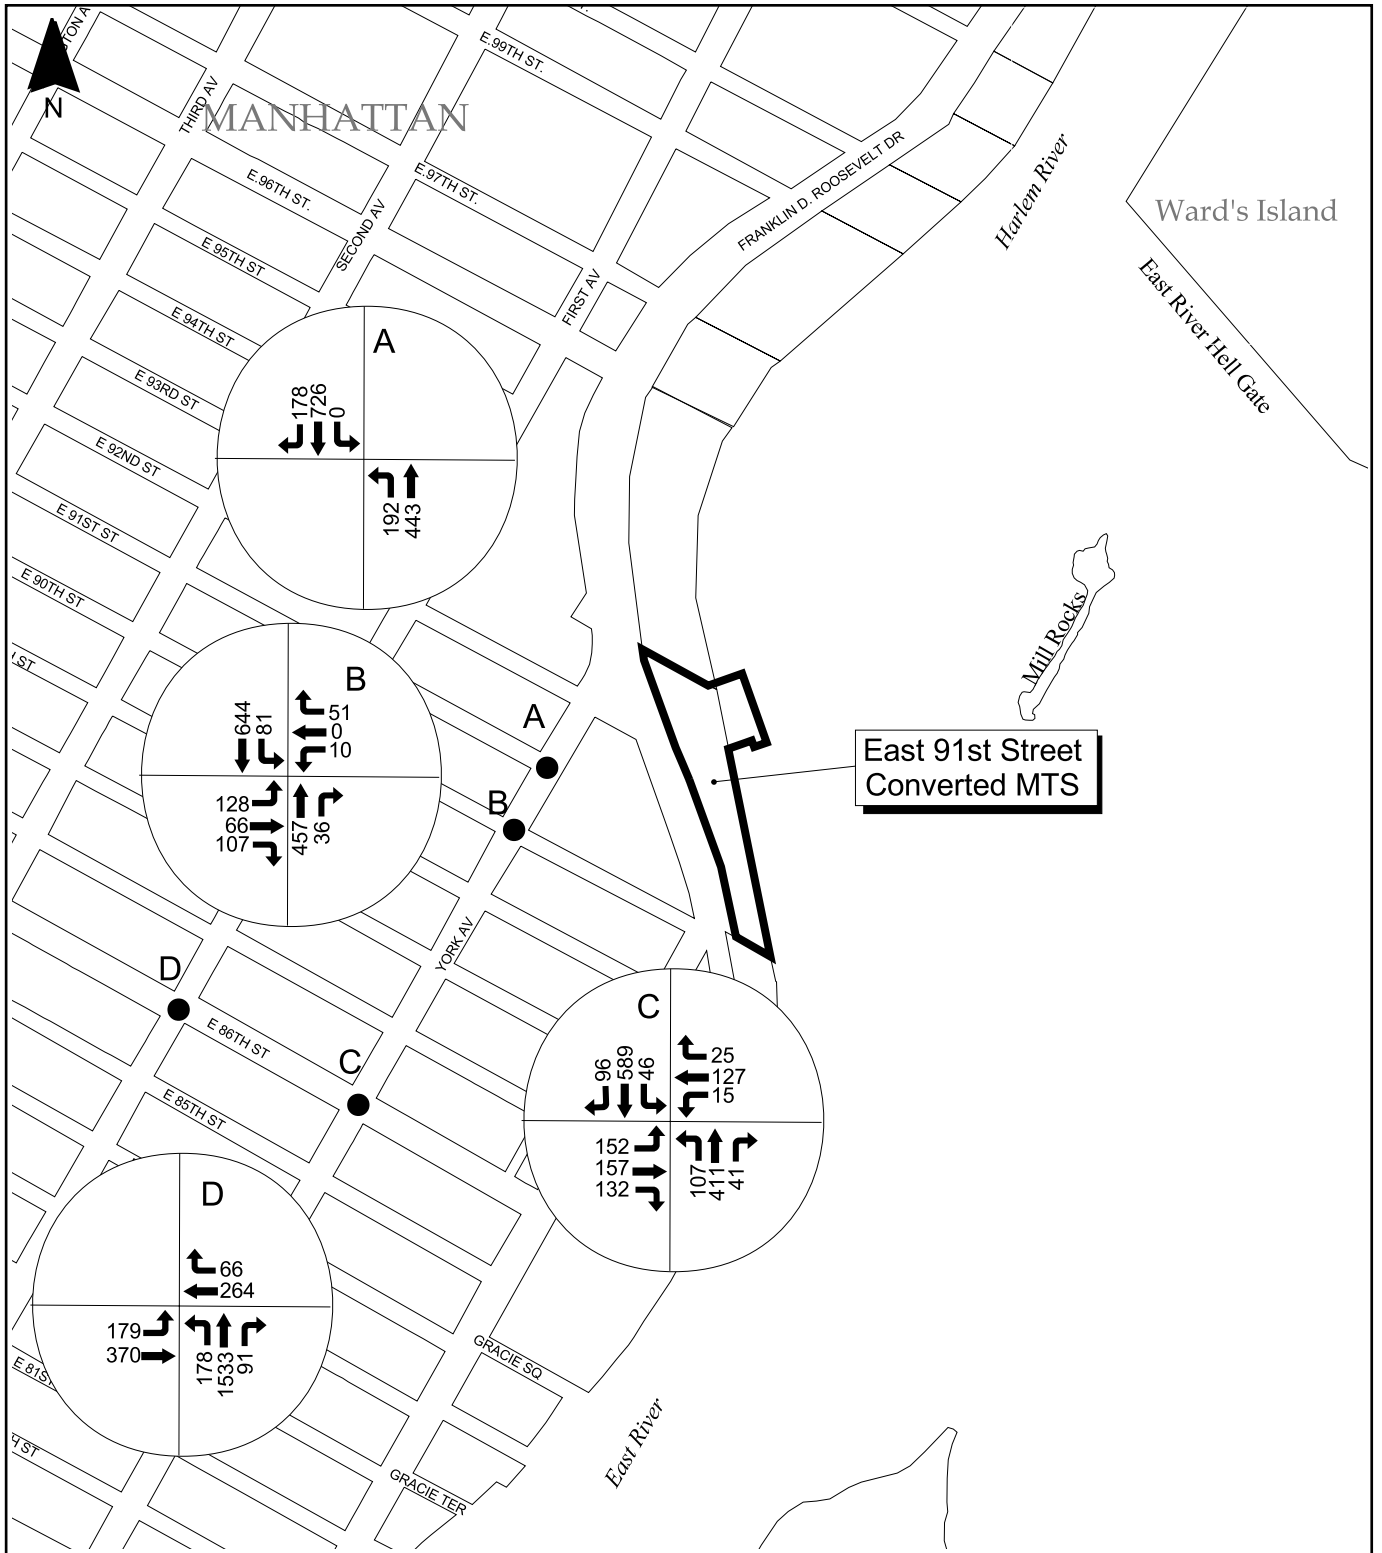 N
THIRD AV
MANHATTAN
E.99TH ST.
E.97TH ST.
E.96TH ST.
SECOND AV
E 95TH ST
FIRST AV
FRANKLIN D. ROOSEVELT DR
Harlem River
Ward's Island
East River Hell Gate
E 94TH ST
E 93RD ST
E 92ND ST
E 91ST ST
E 90TH ST
A
178
726
0
192
443
Mill Rocks
B
644
81
51
0
10
128
66
107
457
36
A
B
East 91st Street
Converted MTS
YORK AV
D
E 86TH ST
C
E 85TH ST
C
96
589
46
25
127
15
152
157
132
107
411
41
D
66
264
179
370
178
1533
91
E 81ST
GRACIE SQ
GRACIE TER
East River